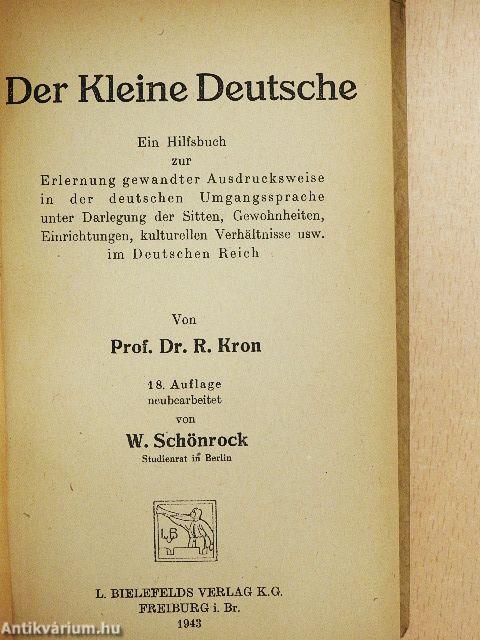 Der Kleine Deutsche
Ein Hilfsbuch
zur
Erlernung gewandter Ausdrucksweise
in der deutschen Umgangssprache
unter Darlegung der Sitten, Gewohnheiten,
Einrichtungen, kulturellen Verhältnisse usw.
im Deutschen Reich
Von
Prof. Dr. R. Kron
18. Auflage
neubearbeitet
von
W. Schönrock
Studienrat in Berlin
LB
L. BIELEFELDS VERLAG K.G.
FREIBURG i. Br.
1943
Antikvárium.hu